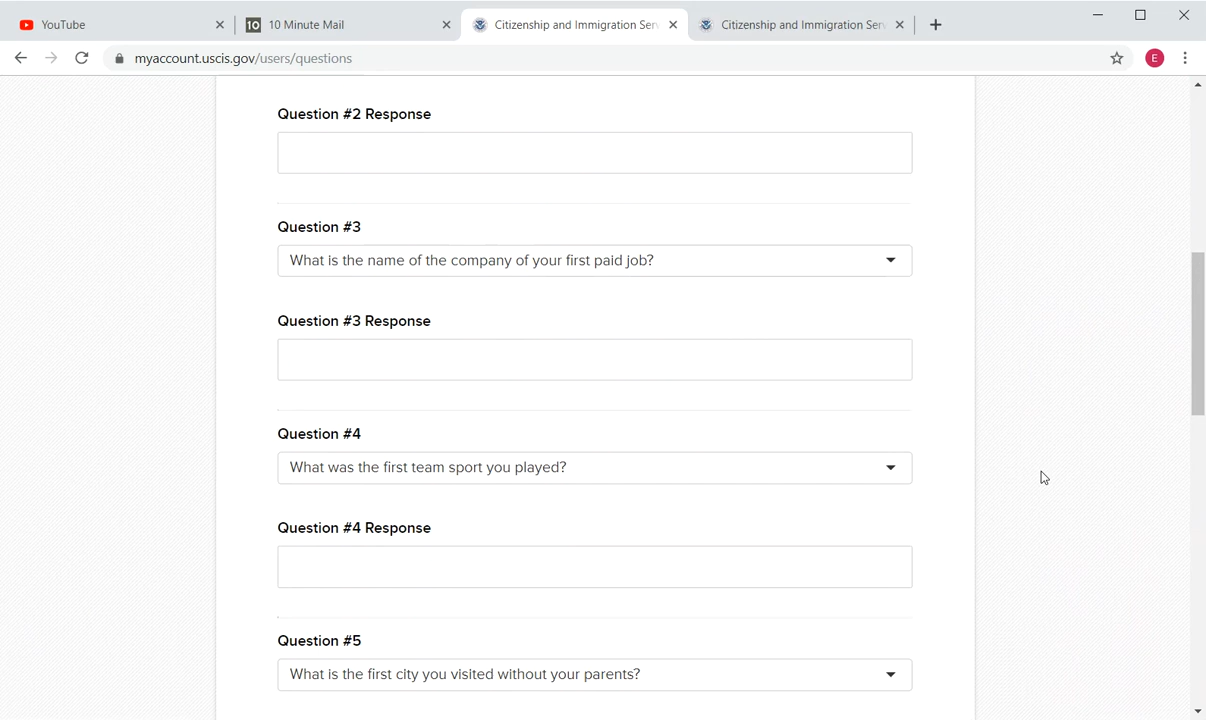 YouTube
10 10 Minute Mail
Citizenship and Immigration Serv
Citizenship and Immigration Serv
myaccount.uscis.gov/users/questions
E
Question #2 Response
Question #3
What is the name of the company of your first paid job?
Question #3 Response
Question #4
What was the first team sport you played?
Question #4 Response
Question #5
What is the first city you visited without your parents?